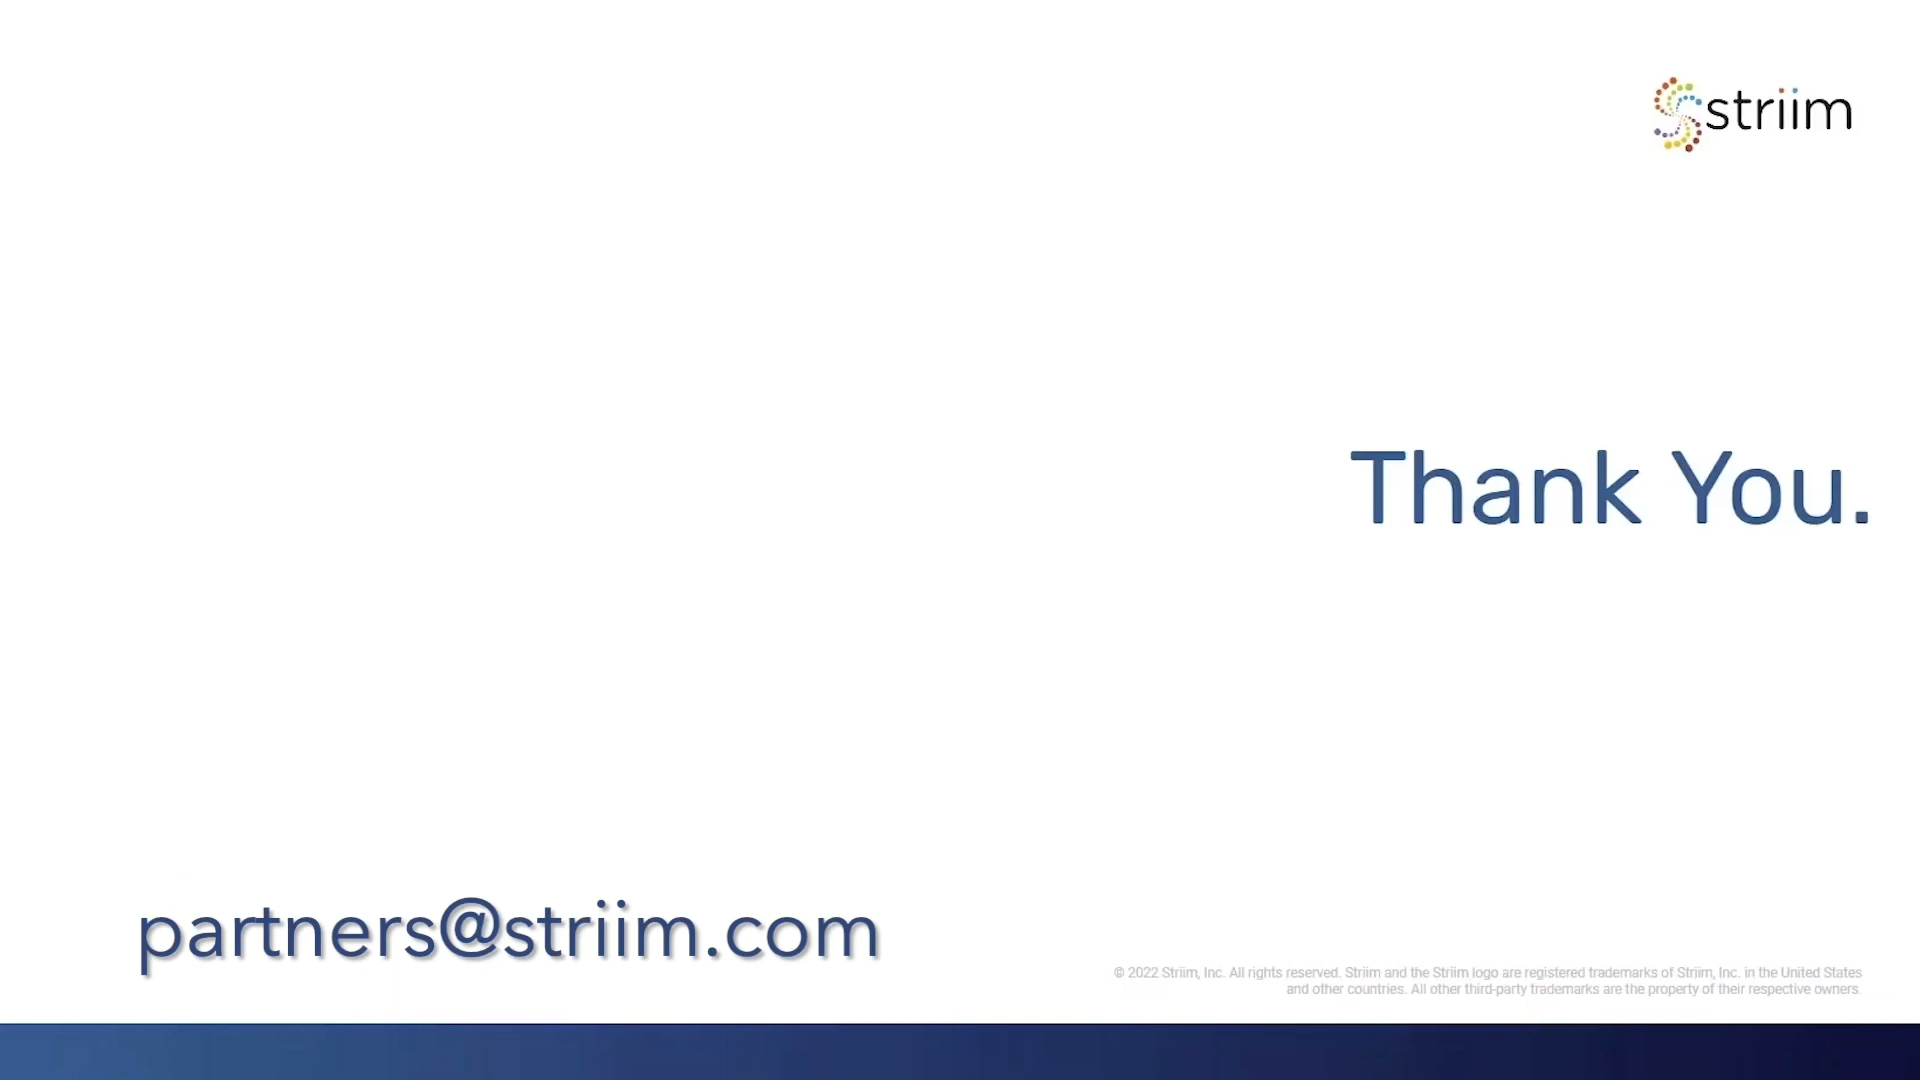 striim
Thank You.
partners@striim.com
© 2022 Striim, Inc. All rights reserved. Striim and the Striim logo are registered trademarks of Striim, Inc. in the United States
and other countries. All other third-party trademarks are the property of their respective owners.